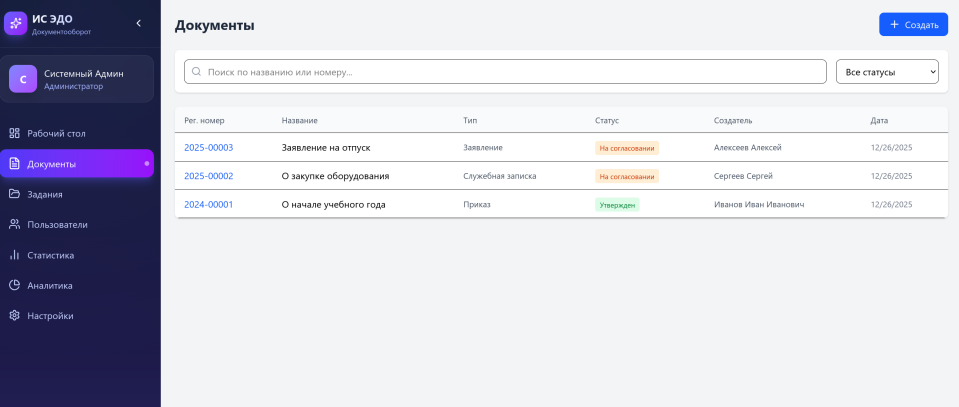 ИС ЭДО
Документооборот
С
Системный Админ
Администратор
Рабочий стол
Документы
Задания
Пользователи
Статистика
Аналитика
Настройки
Документы
Создать
Поиск по названию или номеру...
Все статусы
Рег. номер Название Тип Статус Создатель Дата
2025-00003 Заявление на отпуск Заявление На согласовании Алексеев Алексей 12/26/2025
2025-00002 О закупке оборудования Служебная записка На согласовании Сергеев Сергей 12/26/2025
2024-00001 О начале учебного года Приказ Утвержден Иванов Иван Иванович 12/26/2025